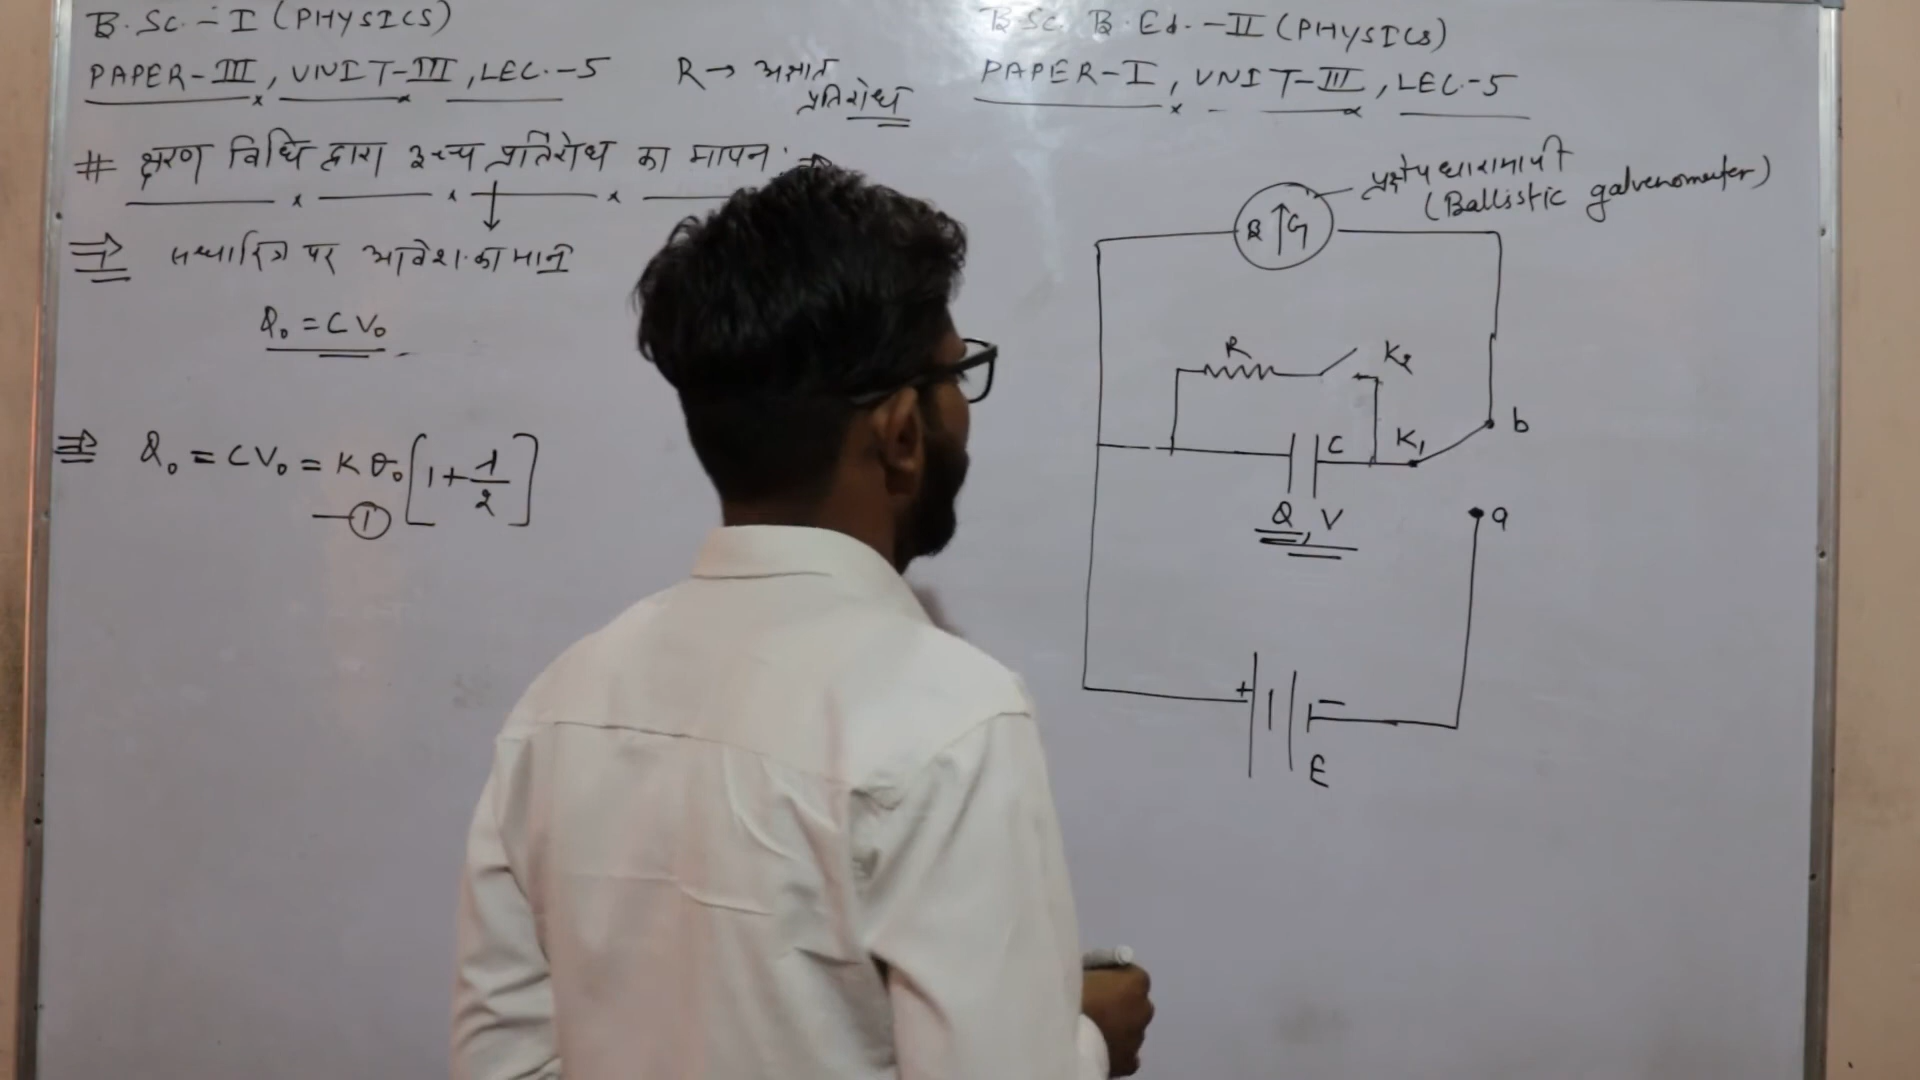 B.Sc.-I (PHYSICS)
PAPER-III, UNIT-III, LEC.-5
R → अज्ञात
प्रतिरोध
B.Sc. B.Ed.-II (PHYSICS)
PAPER-I, UNIT-III, LEC.-5
# क्षरण विधि द्वारा उच्च प्रतिरोध का मापन :→
⇒ सन्धारित्र पर आवेश का मान
Q₀ = CV₀
⇒ Q₀ = CV₀ = Kθ₀[1+λ/2]
—①
प्रक्षेप धारामापी
(Ballistic galvenometer)
B↑G
R
K₂
C
K₁
b
Q, V
a
+
−
E